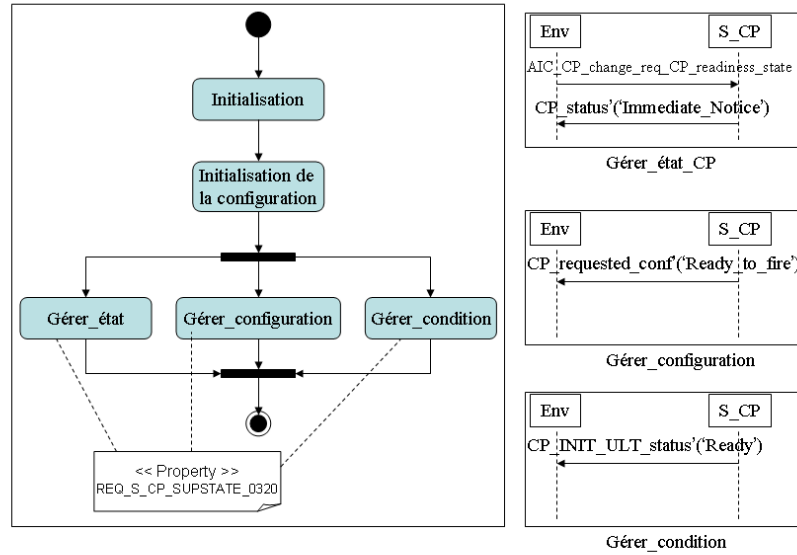 Initialisation
Initialisation de
la configuration
Gérer_état
Gérer_configuration
Gérer_condition
<< Property >>
REQ_S_CP_SUPSTATE_0320
Env
S_CP
AIC_CP_change_req_CP_readiness_state
CP_status’(‘Immediate_Notice’)
Gérer_état_CP
Env
S_CP
CP_requested_conf’(‘Ready_to_fire’)
Gérer_configuration
Env
S_CP
CP_INIT_ULT_status’(‘Ready’)
Gérer_condition